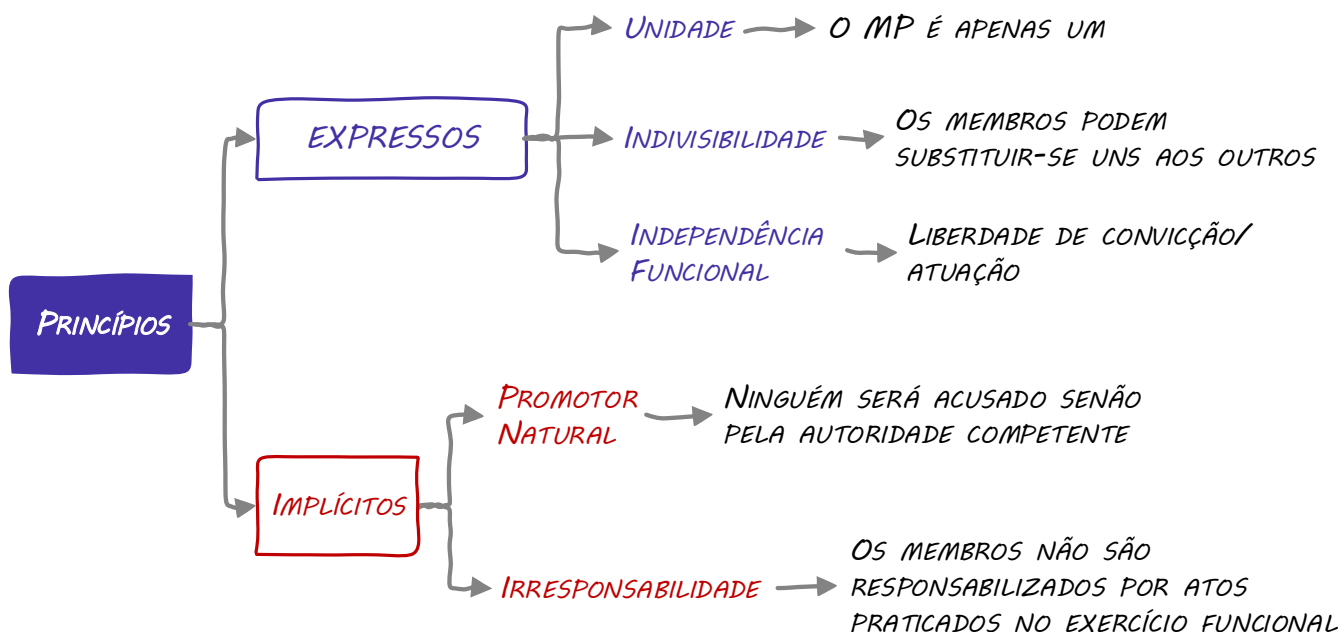 Unidade
O MP é apenas um
EXPRESSOS
Indivisibilidade
Os membros podem
substituir-se uns aos outros
Independência
Funcional
Liberdade de convicção/
atuação
Princípios
Promotor
Natural
Ninguém será acusado senão
pela autoridade competente
Implícitos
Irresponsabilidade
Os membros não são
responsabilizados por atos
praticados no exercício funcional